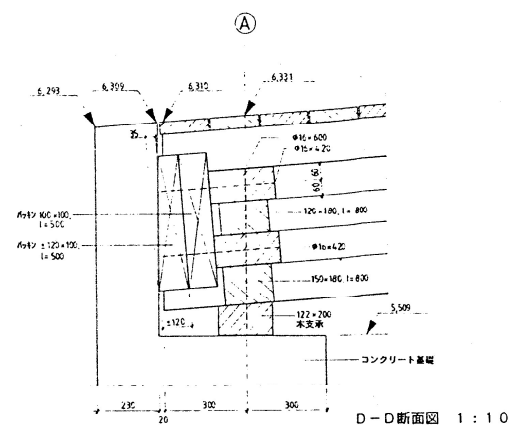 A
6,293
6,309
6,310
6,331
35
Φ16×600
Φ16×420
60 60
パッキン 100×100,
l=500
120×180, l=800
パッキン ±120×100,
l=500
Φ16×420
150×180, l=800
±120
122×200
木支承
5,509
コンクリート基礎
230
20
300
300
D-D断面図 1:10